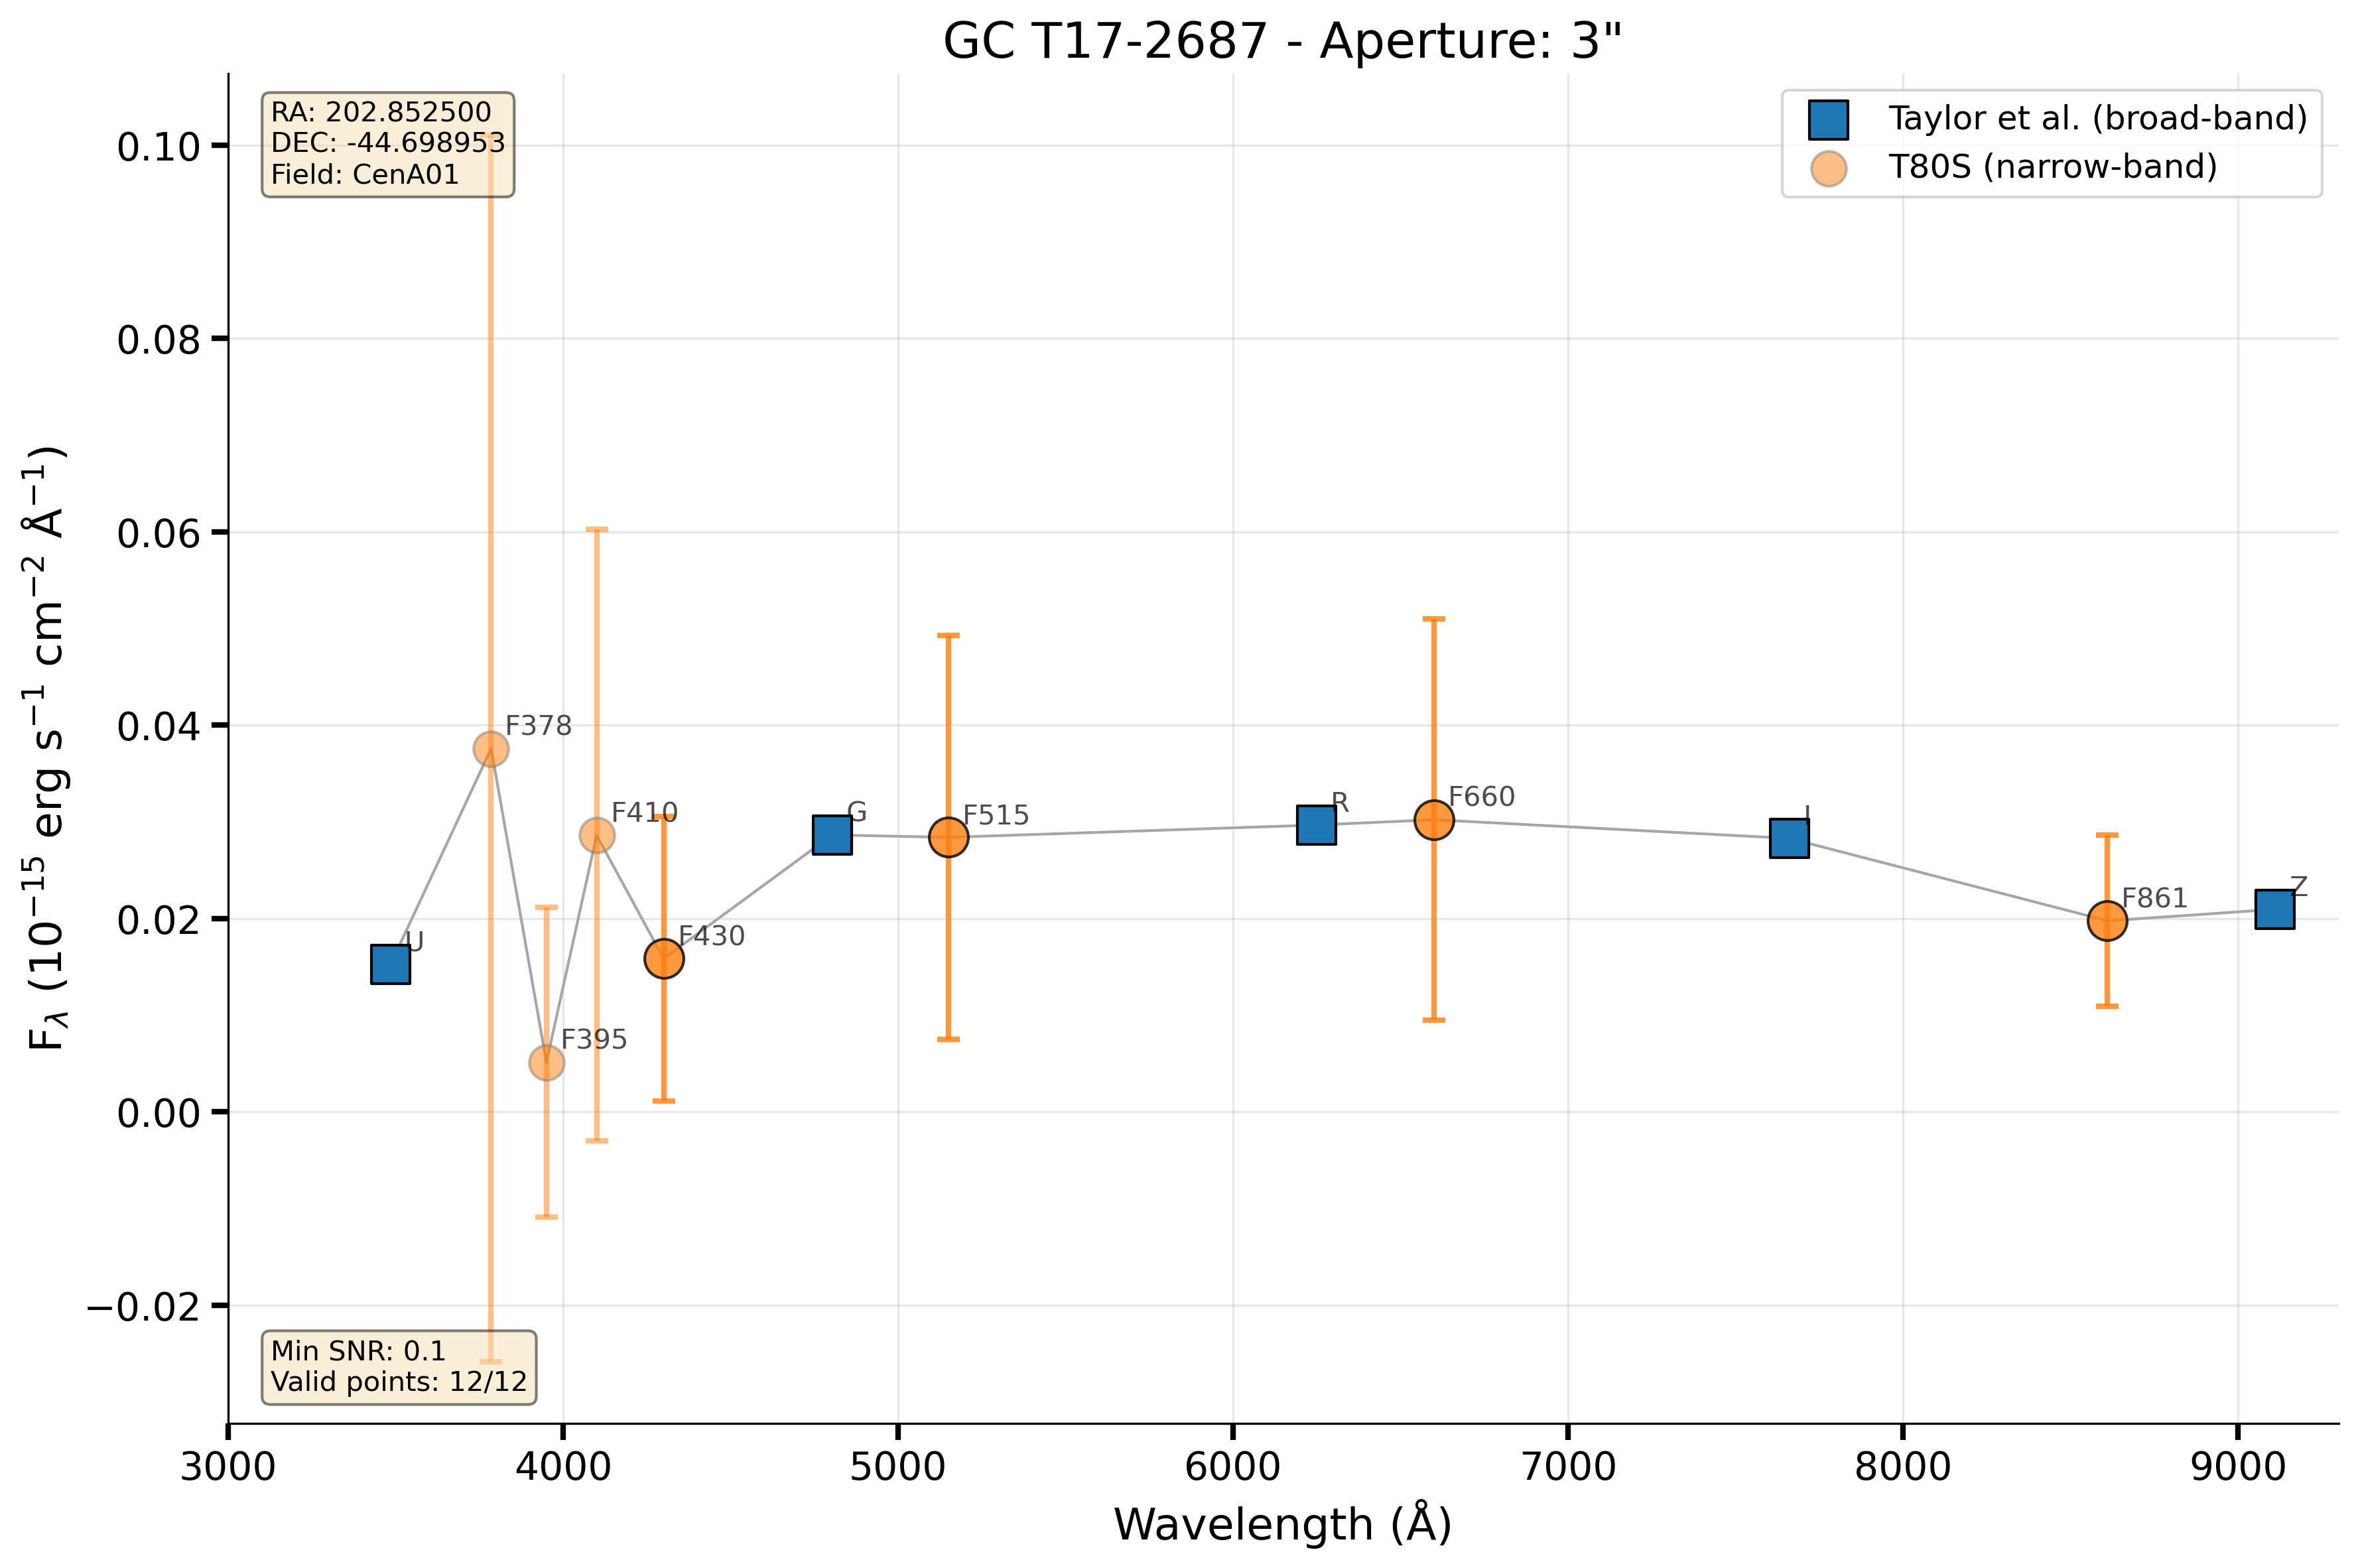 GC T17-2687 - Aperture: 3"
RA: 202.852500
DEC: -44.698953
Field: CenA01
Taylor et al. (broad-band)
T80S (narrow-band)
0.10
0.08
0.06
0.04
0.02
0.00
−0.02
F_λ (10⁻¹⁵ erg s⁻¹ cm⁻² Å⁻¹)
U
F378
F395
F410
F430
G
F515
R
F660
I
F861
Z
Min SNR: 0.1
Valid points: 12/12
3000 4000 5000 6000 7000 8000 9000
Wavelength (Å)